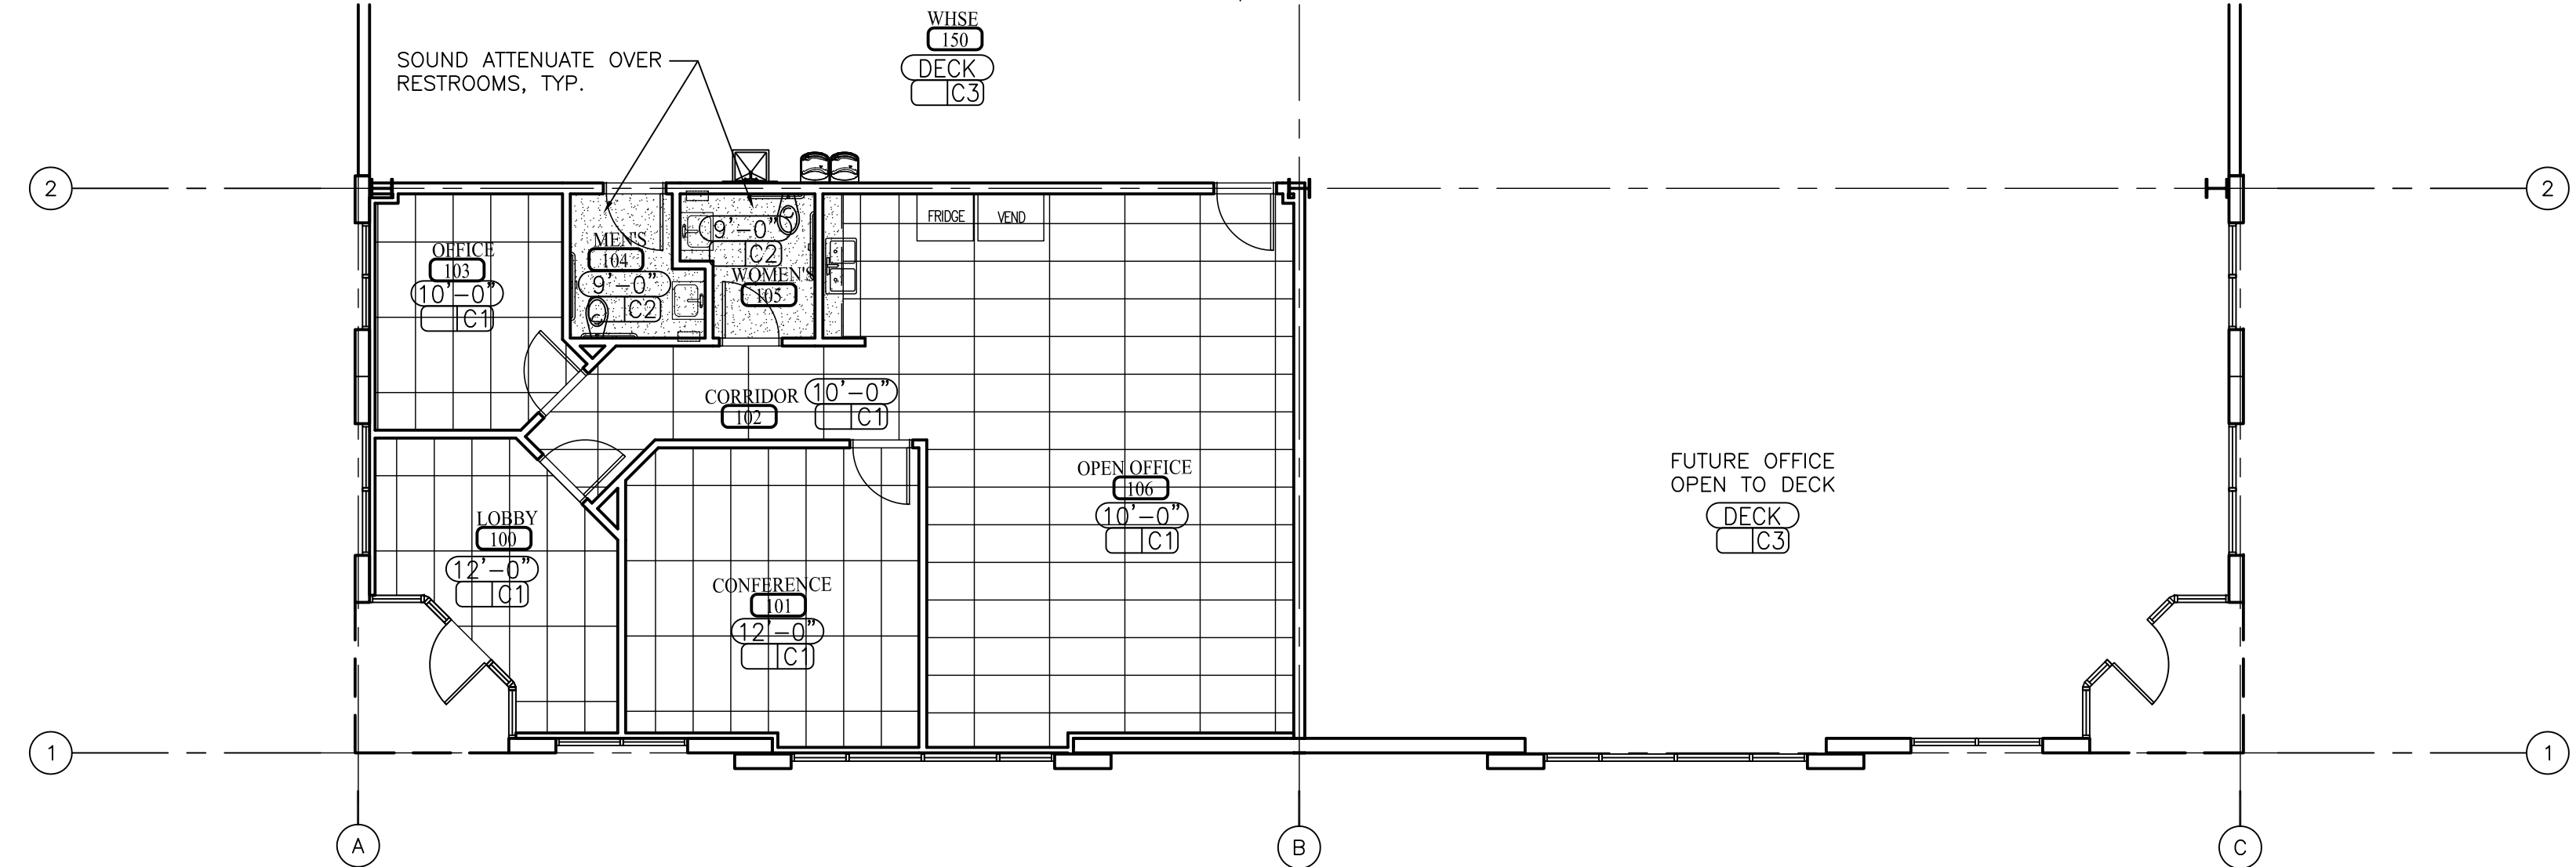 WHSE
150
DECK
C3
SOUND ATTENUATE OVER
RESTROOMS, TYP.
2
2
FRIDGE
VEND
OFFICE
103
10'-0"
C1
MEN'S
104
9'-0"
C2
9'-0"
C2
WOMEN'S
105
CORRIDOR
102
10'-0"
C1
OPEN OFFICE
106
10'-0"
C1
FUTURE OFFICE
OPEN TO DECK
DECK
C3
LOBBY
100
12'-0"
C1
CONFERENCE
101
12'-0"
C1
1
1
A
B
C